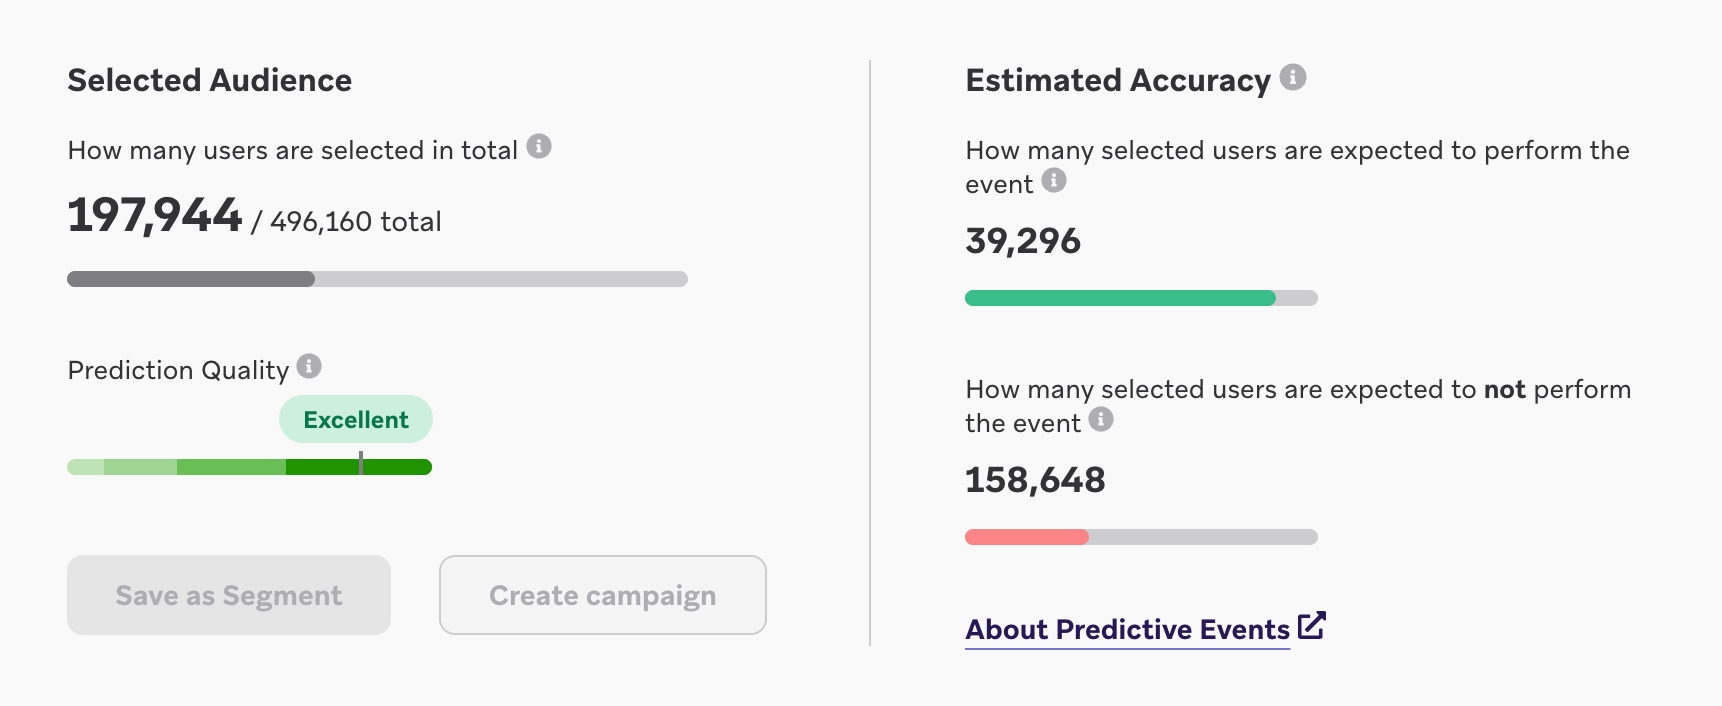 Selected Audience
How many users are selected in total
197,944 / 496,160 total
Prediction Quality
Excellent
Save as Segment
Create campaign
Estimated Accuracy
How many selected users are expected to perform the
event
39,296
How many selected users are expected to not perform
the event
158,648
About Predictive Events